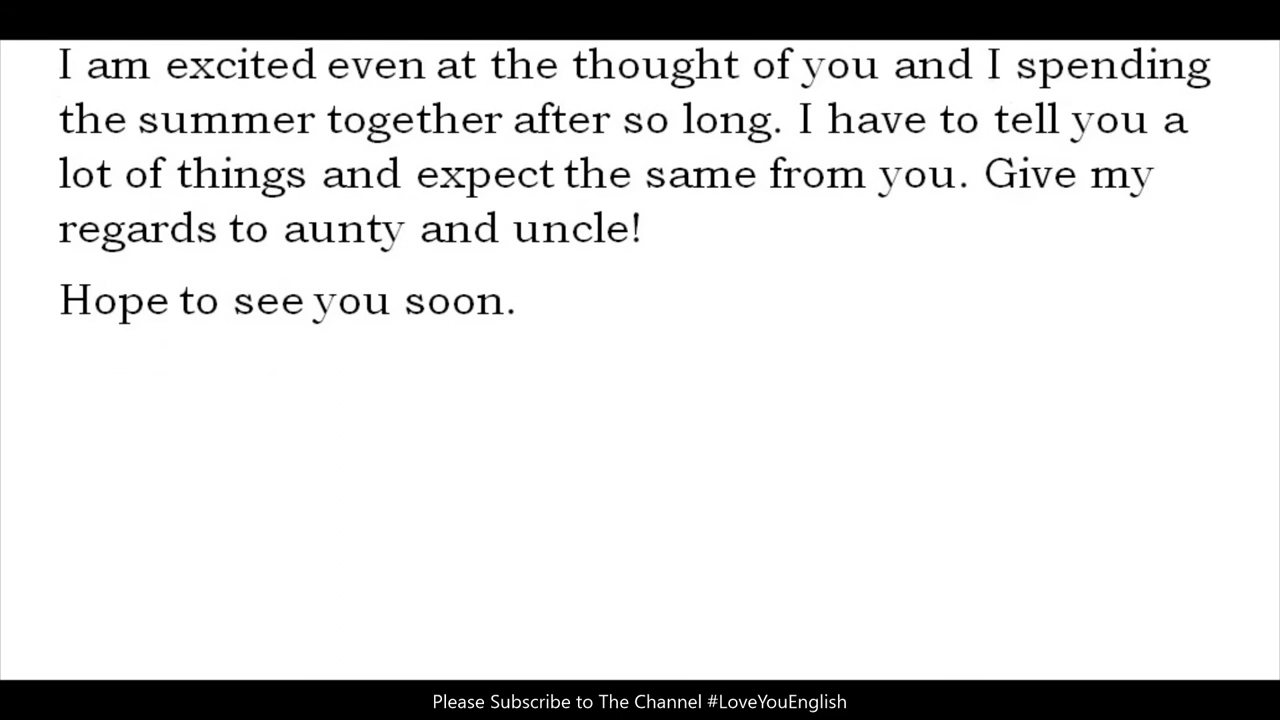 I am excited even at the thought of you and I spending
the summer together after so long. I have to tell you a
lot of things and expect the same from you. Give my
regards to aunty and uncle!
Hope to see you soon.
Please Subscribe to The Channel #LoveYouEnglish